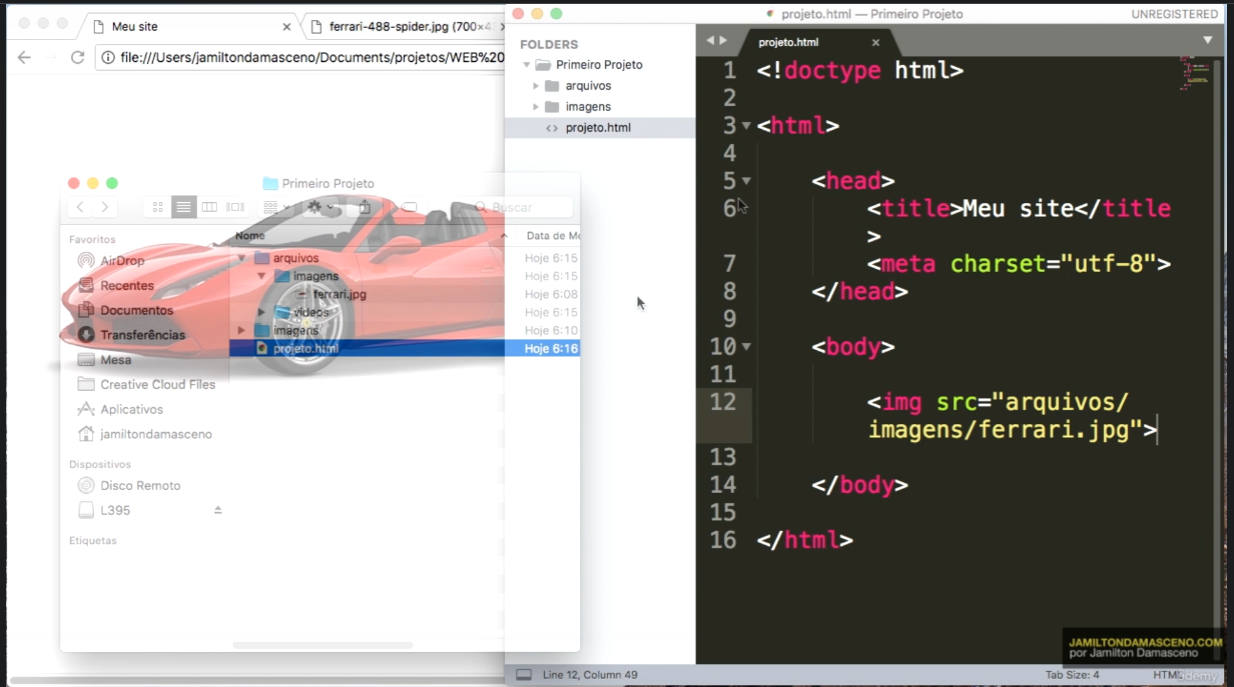 Meu site
ferrari-488-spider.jpg (700×4
file:///Users/jamiltondamasceno/Documents/projetos/WEB%20
Primeiro Projeto
Buscar
Favoritos
AirDrop
Recentes
Documentos
Transferências
Mesa
Creative Cloud Files
Aplicativos
jamiltondamasceno
Dispositivos
Disco Remoto
L395
Etiquetas
Nome
Data de Mo
arquivos
Hoje 6:15
imagens
Hoje 6:15
ferrari.jpg
Hoje 6:08
videos
Hoje 6:15
imagens
Hoje 6:10
projeto.html
Hoje 6:16
projeto.html — Primeiro Projeto
UNREGISTERED
FOLDERS
Primeiro Projeto
arquivos
imagens
<> projeto.html
projeto.html
1 <!doctype html>
2
3 <html>
4
5 <head>
6 <title>Meu site</title
>
7 <meta charset="utf-8">
8 </head>
9
10 <body>
11
12 <img src="arquivos/
imagens/ferrari.jpg">
13
14 </body>
15
16 </html>
JAMILTONDAMASCENO.COM
por Jamilton Damasceno
Line 12, Column 49
Tab Size: 4
HTML
Udemy